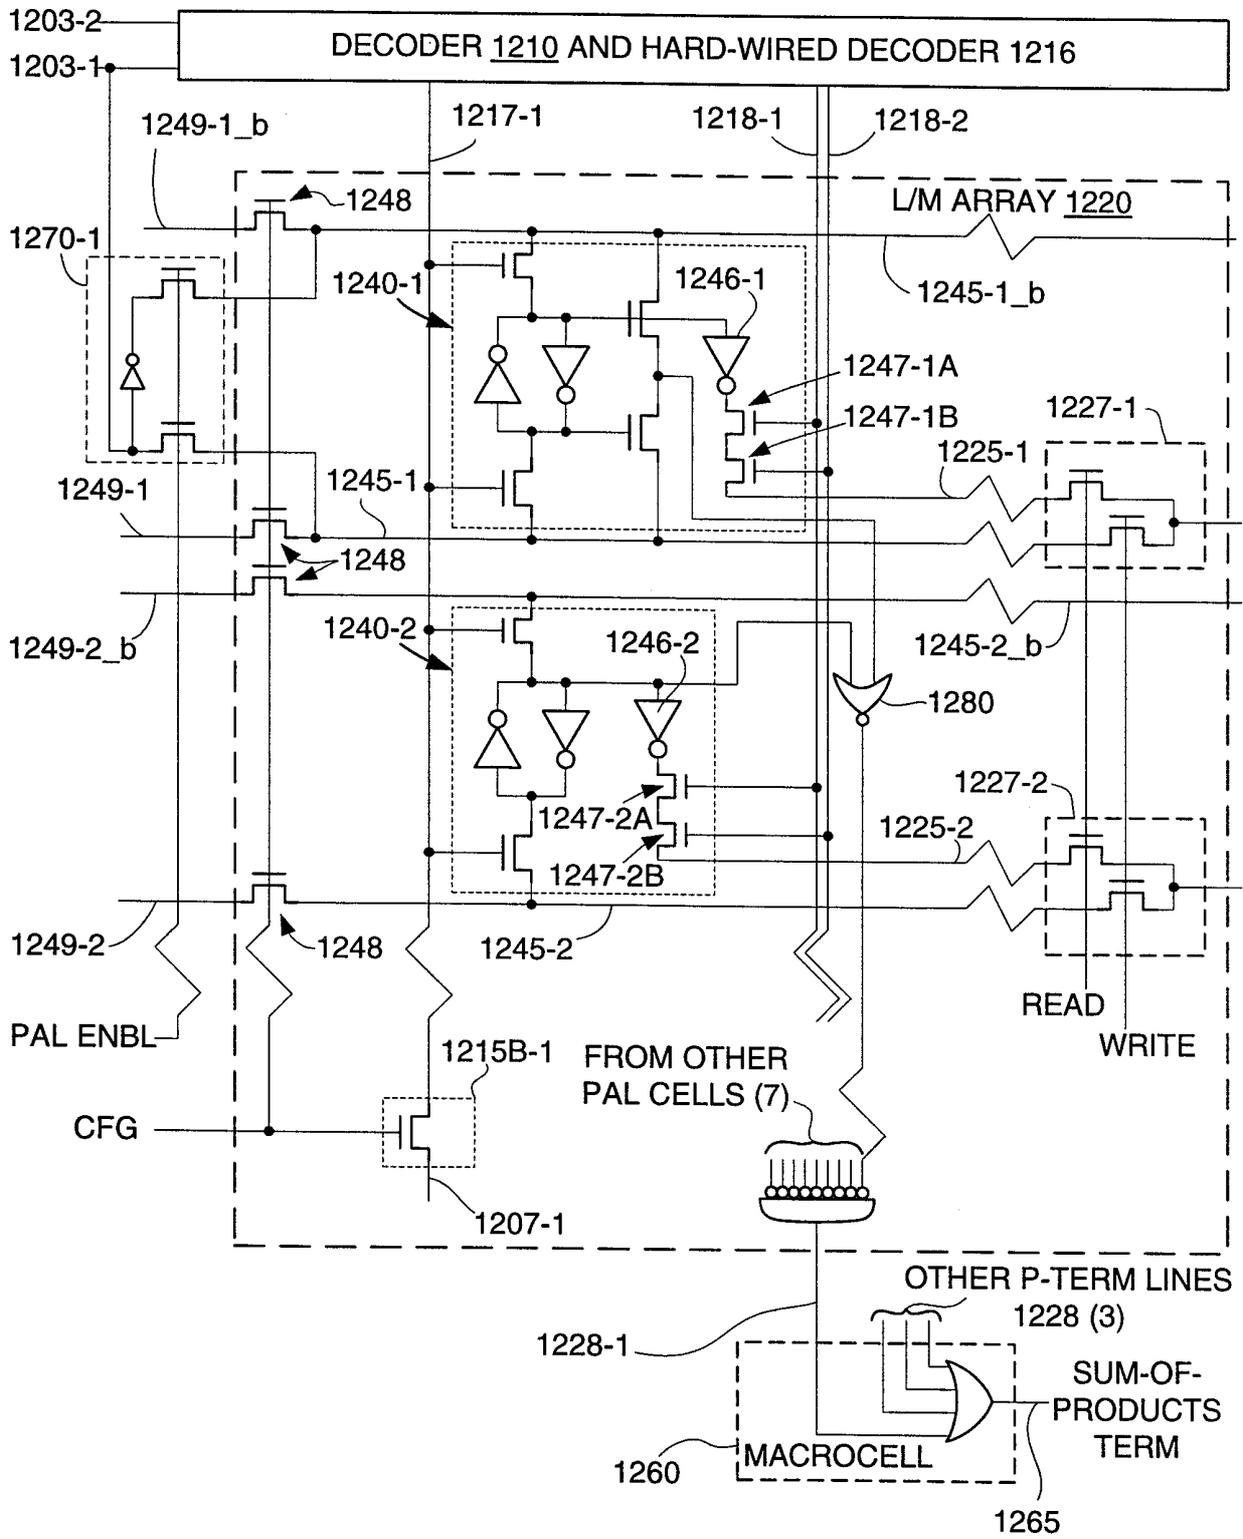 1203-2
DECODER 1210 AND HARD-WIRED DECODER 1216
1203-1
1249-1_b
1217-1
1218-1
1218-2
1248
L/M ARRAY 1220
1270-1
1240-1
1246-1
1245-1_b
1247-1A
1247-1B
1227-1
1249-1
1245-1
1225-1
1248
1249-2_b
1240-2
1246-2
1245-2_b
1280
1227-2
1247-2A
1225-2
1247-2B
1249-2
1248
1245-2
READ
PAL ENBL
WRITE
1215B-1
FROM OTHER
PAL CELLS (7)
CFG
1207-1
OTHER P-TERM LINES
1228 (3)
1228-1
SUM-OF-
PRODUCTS
TERM
MACROCELL
1260
1265